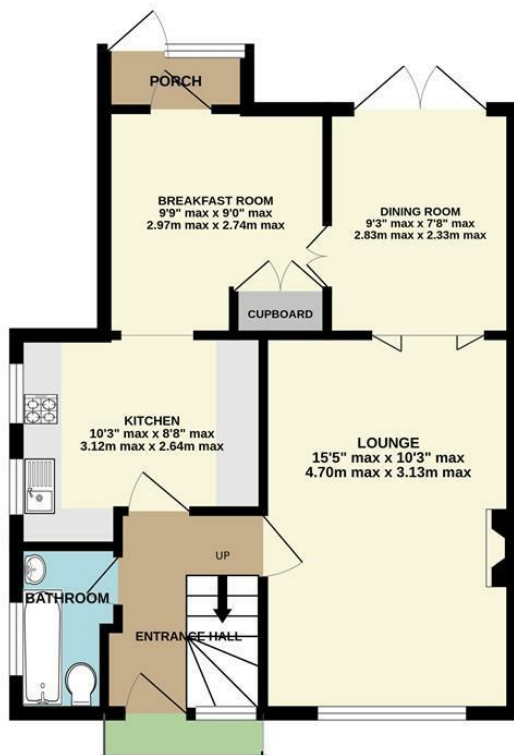 PORCH
BREAKFAST ROOM
9'9" max x 9'0" max
2.97m max x 2.74m max
DINING ROOM
9'3" max x 7'8" max
2.83m max x 2.33m max
CUPBOARD
KITCHEN
10'3" max x 8'8" max
3.12m max x 2.64m max
LOUNGE
15'5" max x 10'3" max
4.70m max x 3.13m max
UP
BATHROOM
ENTRANCE HALL